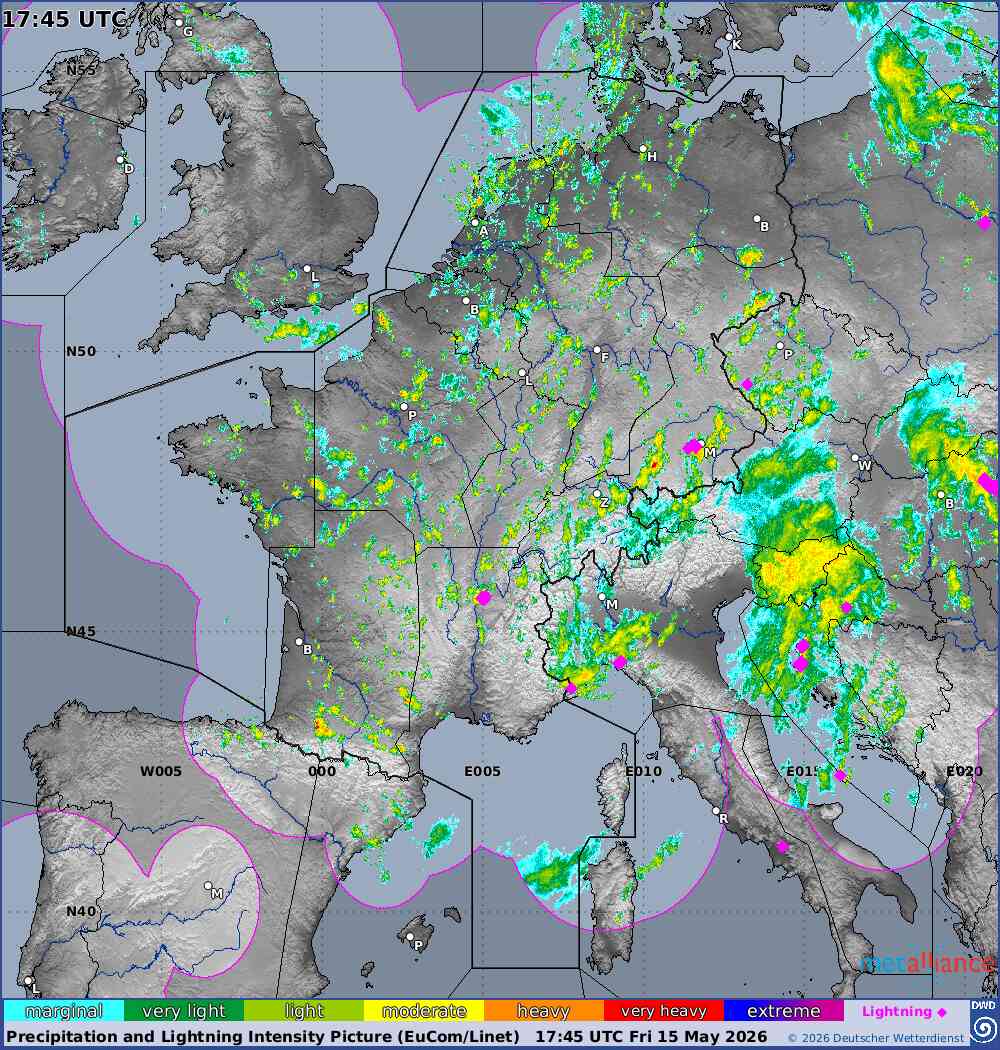 17:45 UTC
G
K
N55
H
D
A
B
L
B
N50
F
P
L
P
M
W
Z
B
M
N45
B
W005
000
E005
E010
E015
E020
R
M
N40
P
L
metalliance
marginal very light light moderate heavy very heavy extreme Lightning ◆ DWD
Precipitation and Lightning Intensity Picture (EuCom/Linet) 17:45 UTC Fri 15 May 2026 © 2026 Deutscher Wetterdienst